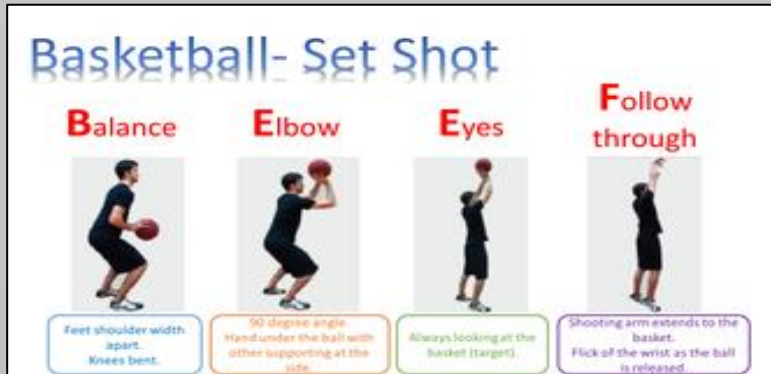 Basketball- Set Shot
Balance
Elbow
Eyes
Follow
through
Feet shoulder width
apart.
Knees bent.
90 degree angle.
Hand under the ball with
other supporting at the
side.
Always looking at the
basket (target).
Shooting arm extends to the
basket.
Flick of the wrist as the ball
is released.